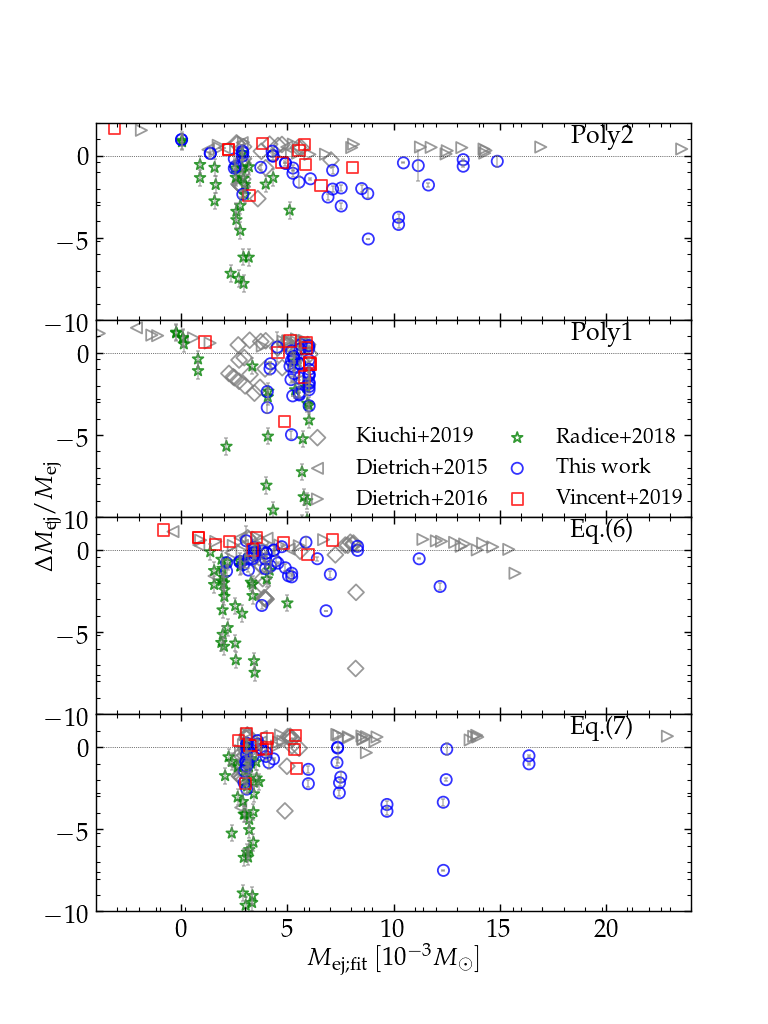 Poly2
0
−5
−10
Poly1
0
−5
−10
Kiuchi+2019
Dietrich+2015
Dietrich+2016
Radice+2018
This work
Vincent+2019
Eq.(6)
0
−5
−10
Eq.(7)
0
−5
−10
ΔM_ej/M_ej
0 5 10 15 20
M_ej;fit [10^−3 M_⊙]